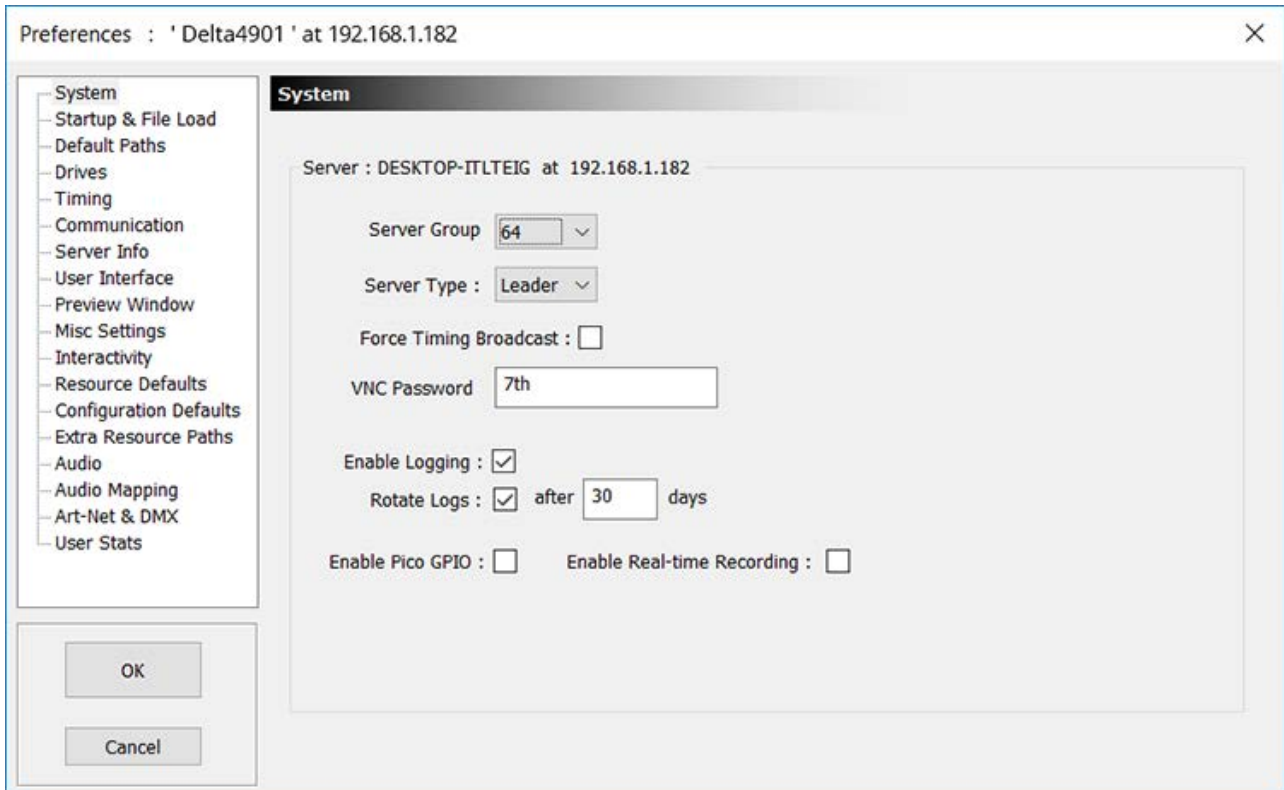 Preferences : ' Delta4901 ' at 192.168.1.182
System
Startup & File Load
Default Paths
Drives
Timing
Communication
Server Info
User Interface
Preview Window
Misc Settings
Interactivity
Resource Defaults
Configuration Defaults
Extra Resource Paths
Audio
Audio Mapping
Art-Net & DMX
User Stats
OK
Cancel
System
Server : DESKTOP-ITLTEIG at 192.168.1.182
Server Group 64
Server Type : Leader
Force Timing Broadcast :
VNC Password 7th
Enable Logging :
Rotate Logs : after 30 days
Enable Pico GPIO : Enable Real-time Recording :